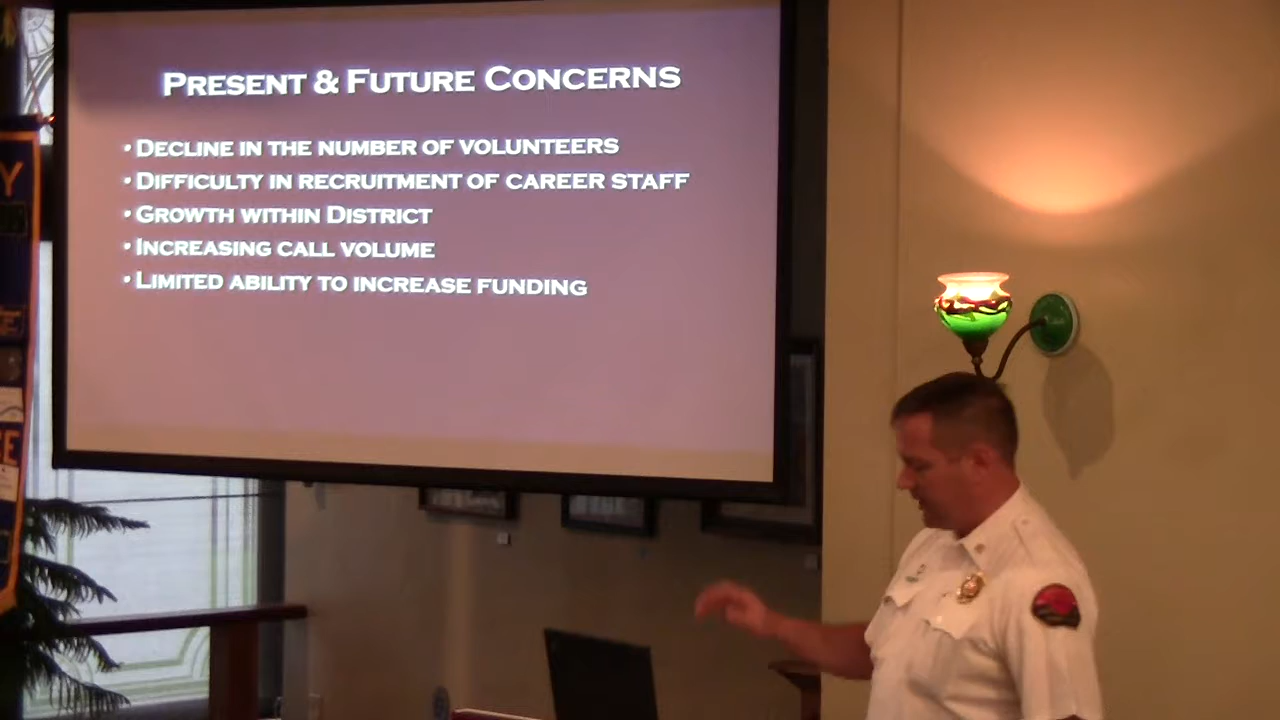 PRESENT & FUTURE CONCERNS
• DECLINE IN THE NUMBER OF VOLUNTEERS
• DIFFICULTY IN RECRUITMENT OF CAREER STAFF
• GROWTH WITHIN DISTRICT
• INCREASING CALL VOLUME
• LIMITED ABILITY TO INCREASE FUNDING
Y
EE